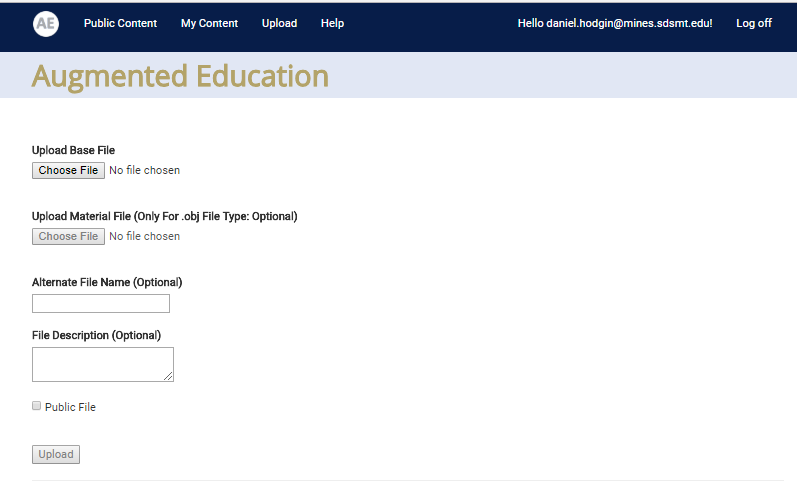 AE Public Content My Content Upload Help Hello daniel.hodgin@mines.sdsmt.edu! Log off
Augmented Education
Upload Base File
Choose File No file chosen
Upload Material File (Only For .obj File Type: Optional)
Choose File No file chosen
Alternate File Name (Optional)
File Description (Optional)
Public File
Upload